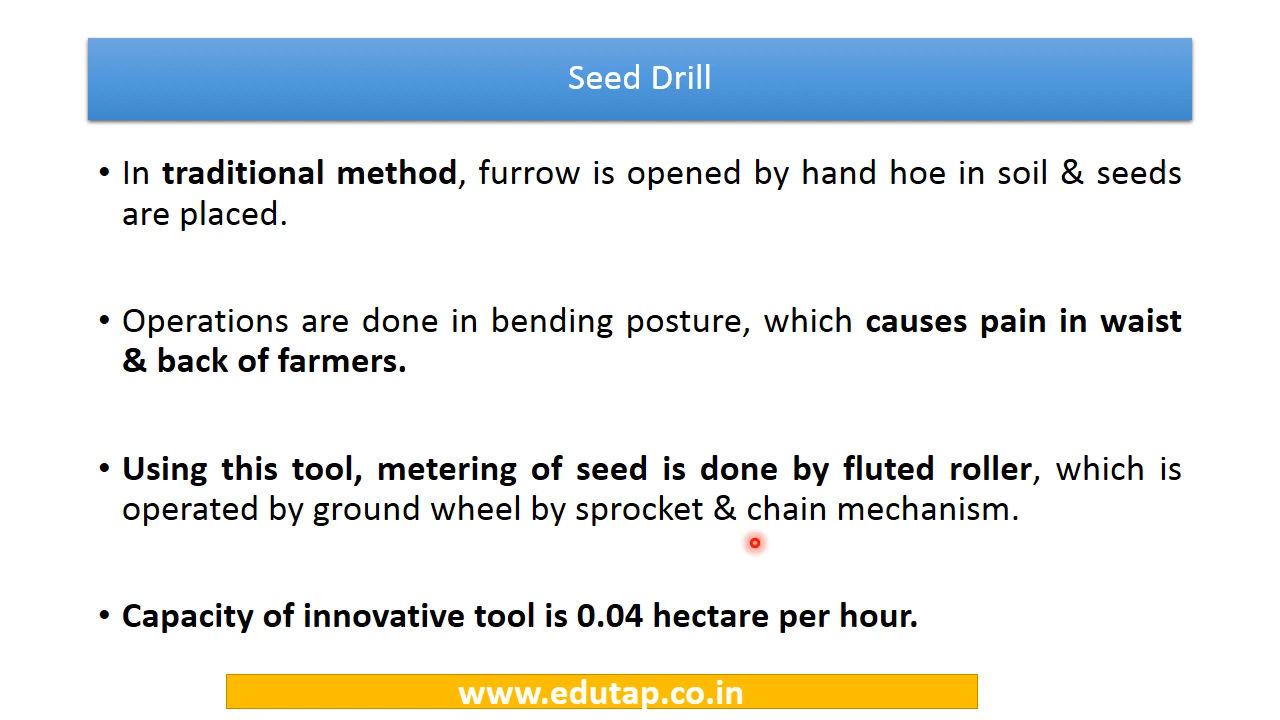 Seed Drill
• In traditional method, furrow is opened by hand hoe in soil & seeds
are placed.
• Operations are done in bending posture, which causes pain in waist
& back of farmers.
• Using this tool, metering of seed is done by fluted roller, which is
operated by ground wheel by sprocket & chain mechanism.
• Capacity of innovative tool is 0.04 hectare per hour.
www.edutap.co.in